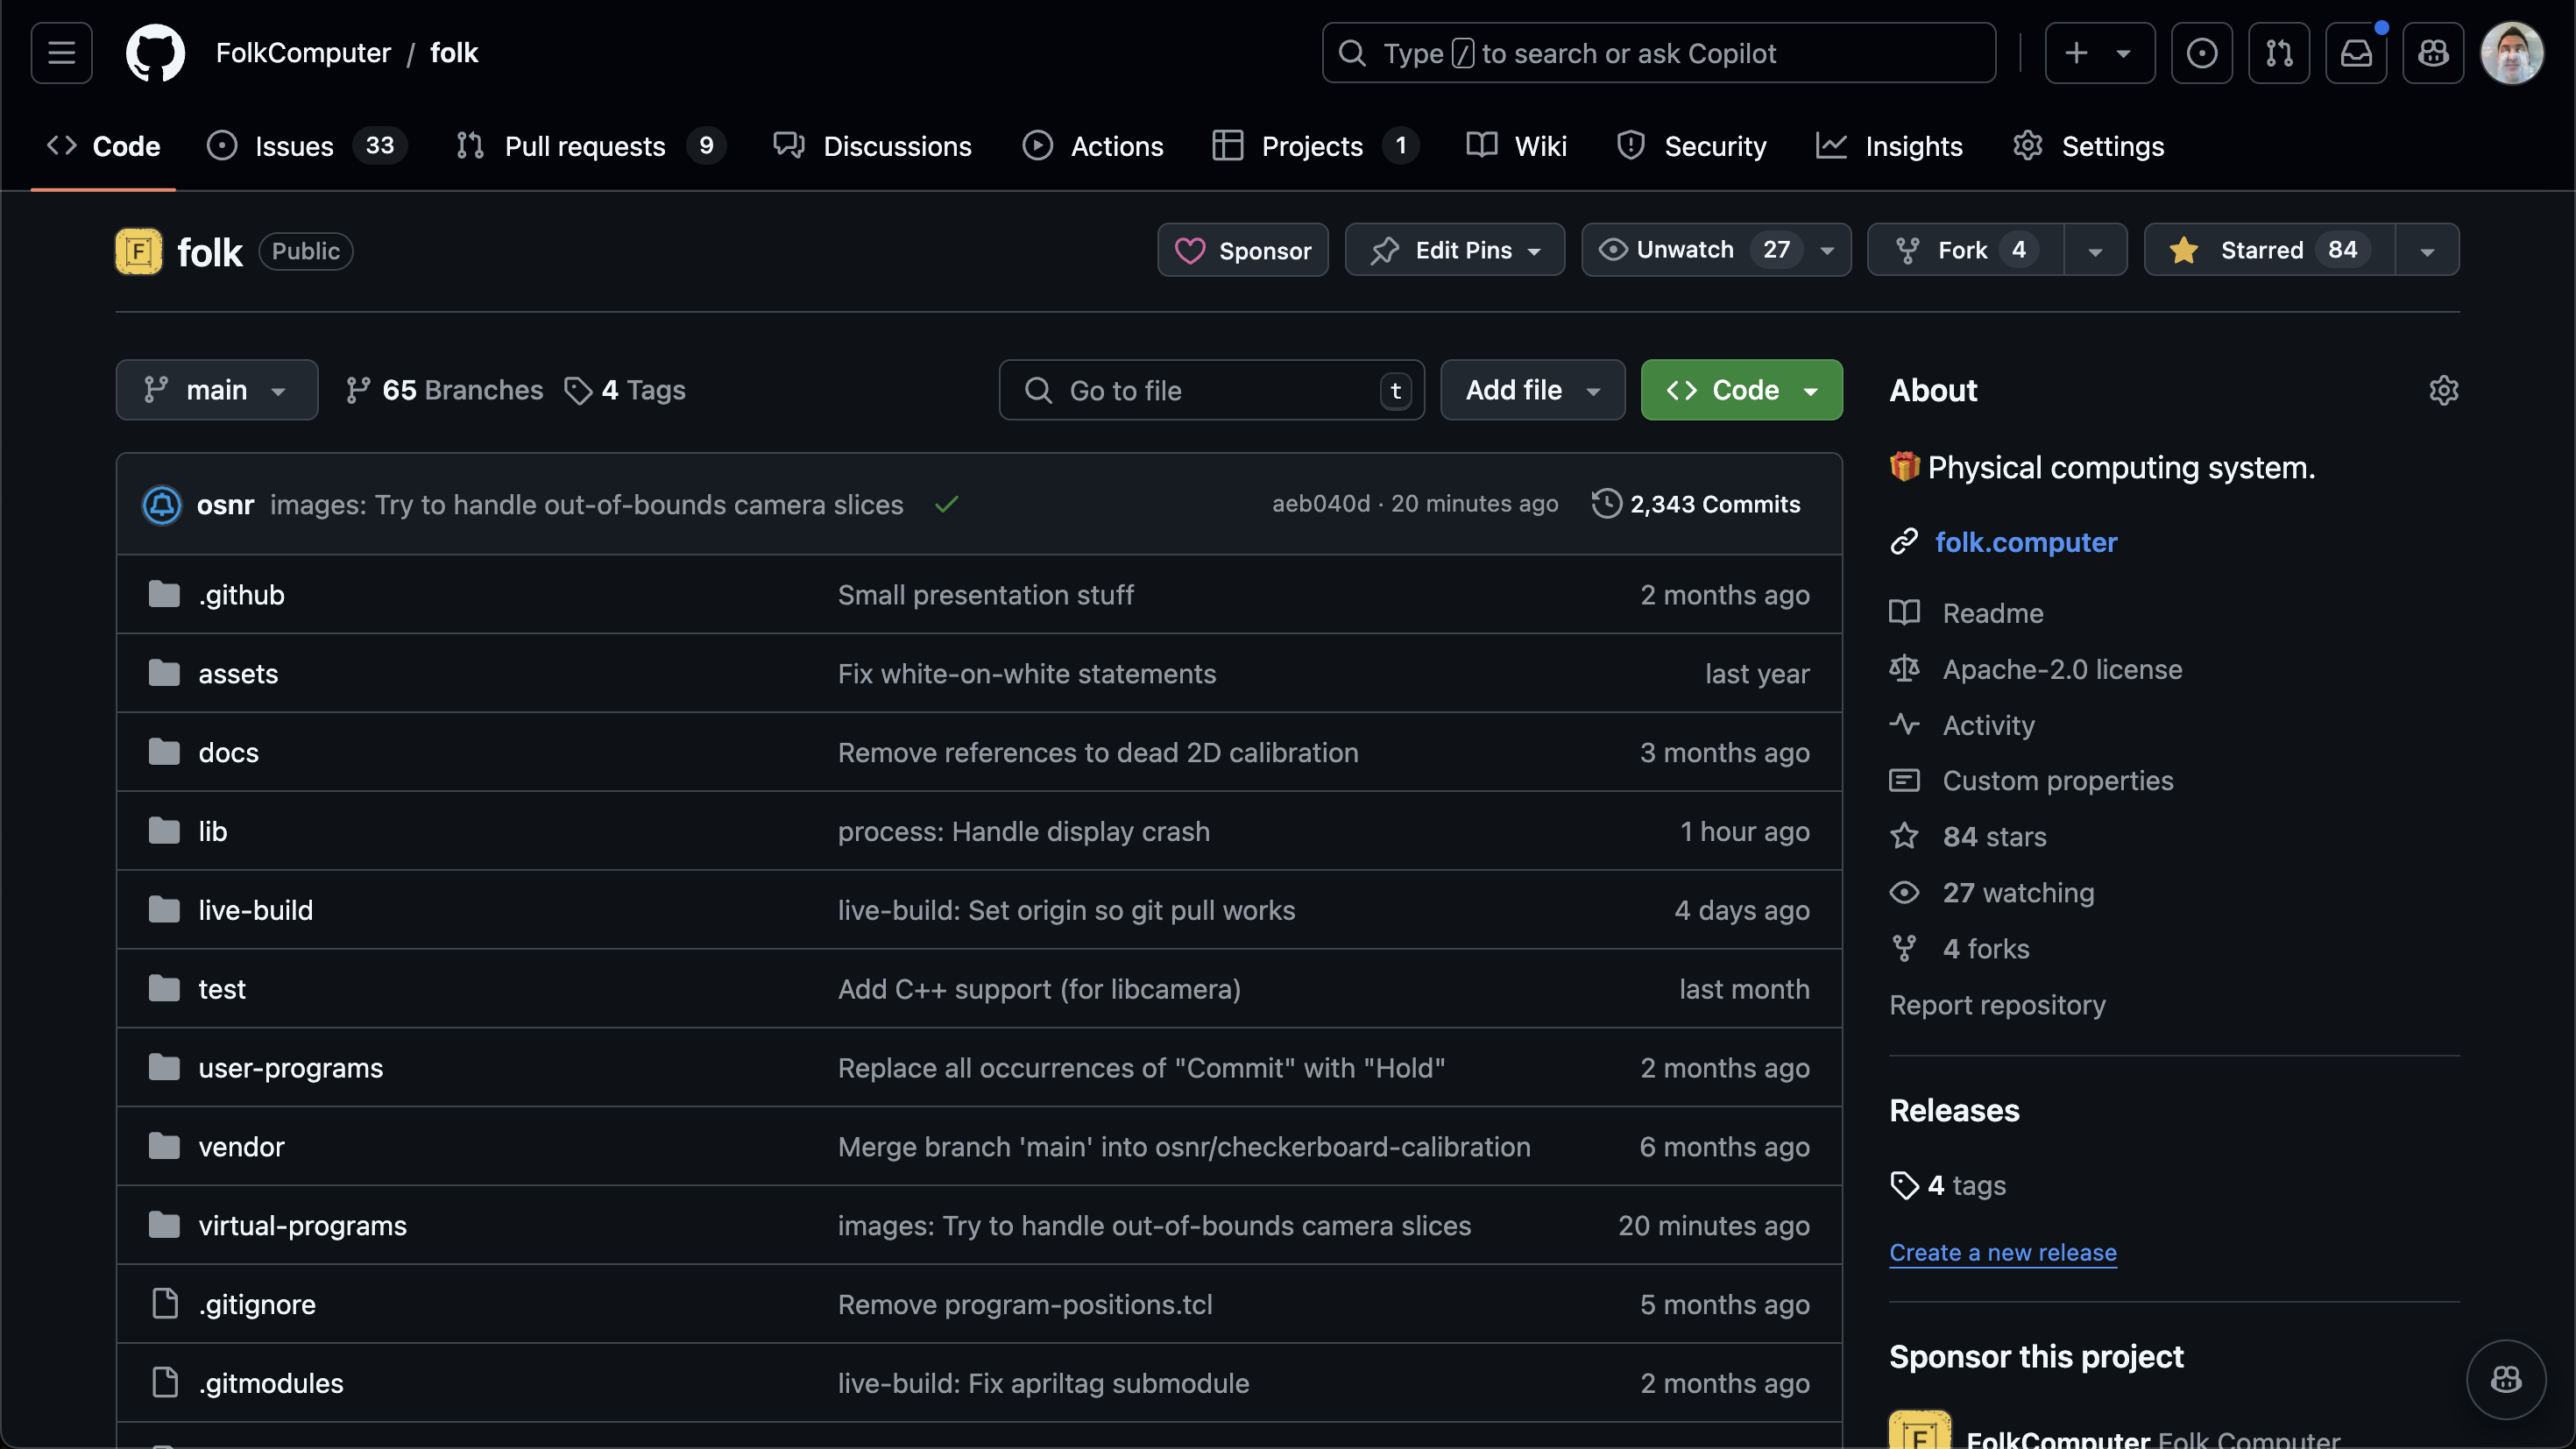 FolkComputer / folk
Type / to search or ask Copilot
Code Issues 33 Pull requests 9 Discussions Actions Projects 1 Wiki Security Insights Settings
F folk Public Sponsor Edit Pins Unwatch 27 Fork 4 Starred 84
main 65 Branches 4 Tags Go to file t Add file Code
osnr images: Try to handle out-of-bounds camera slices aeb040d · 20 minutes ago 2,343 Commits
.github Small presentation stuff 2 months ago
assets Fix white-on-white statements last year
docs Remove references to dead 2D calibration 3 months ago
lib process: Handle display crash 1 hour ago
live-build live-build: Set origin so git pull works 4 days ago
test Add C++ support (for libcamera) last month
user-programs Replace all occurrences of "Commit" with "Hold" 2 months ago
vendor Merge branch 'main' into osnr/checkerboard-calibration 6 months ago
virtual-programs images: Try to handle out-of-bounds camera slices 20 minutes ago
.gitignore Remove program-positions.tcl 5 months ago
.gitmodules live-build: Fix apriltag submodule 2 months ago
About
🎁 Physical computing system.
folk.computer
Readme
Apache-2.0 license
Activity
Custom properties
84 stars
27 watching
4 forks
Report repository
Releases
4 tags
Create a new release
Sponsor this project
F FolkComputer Folk Computer